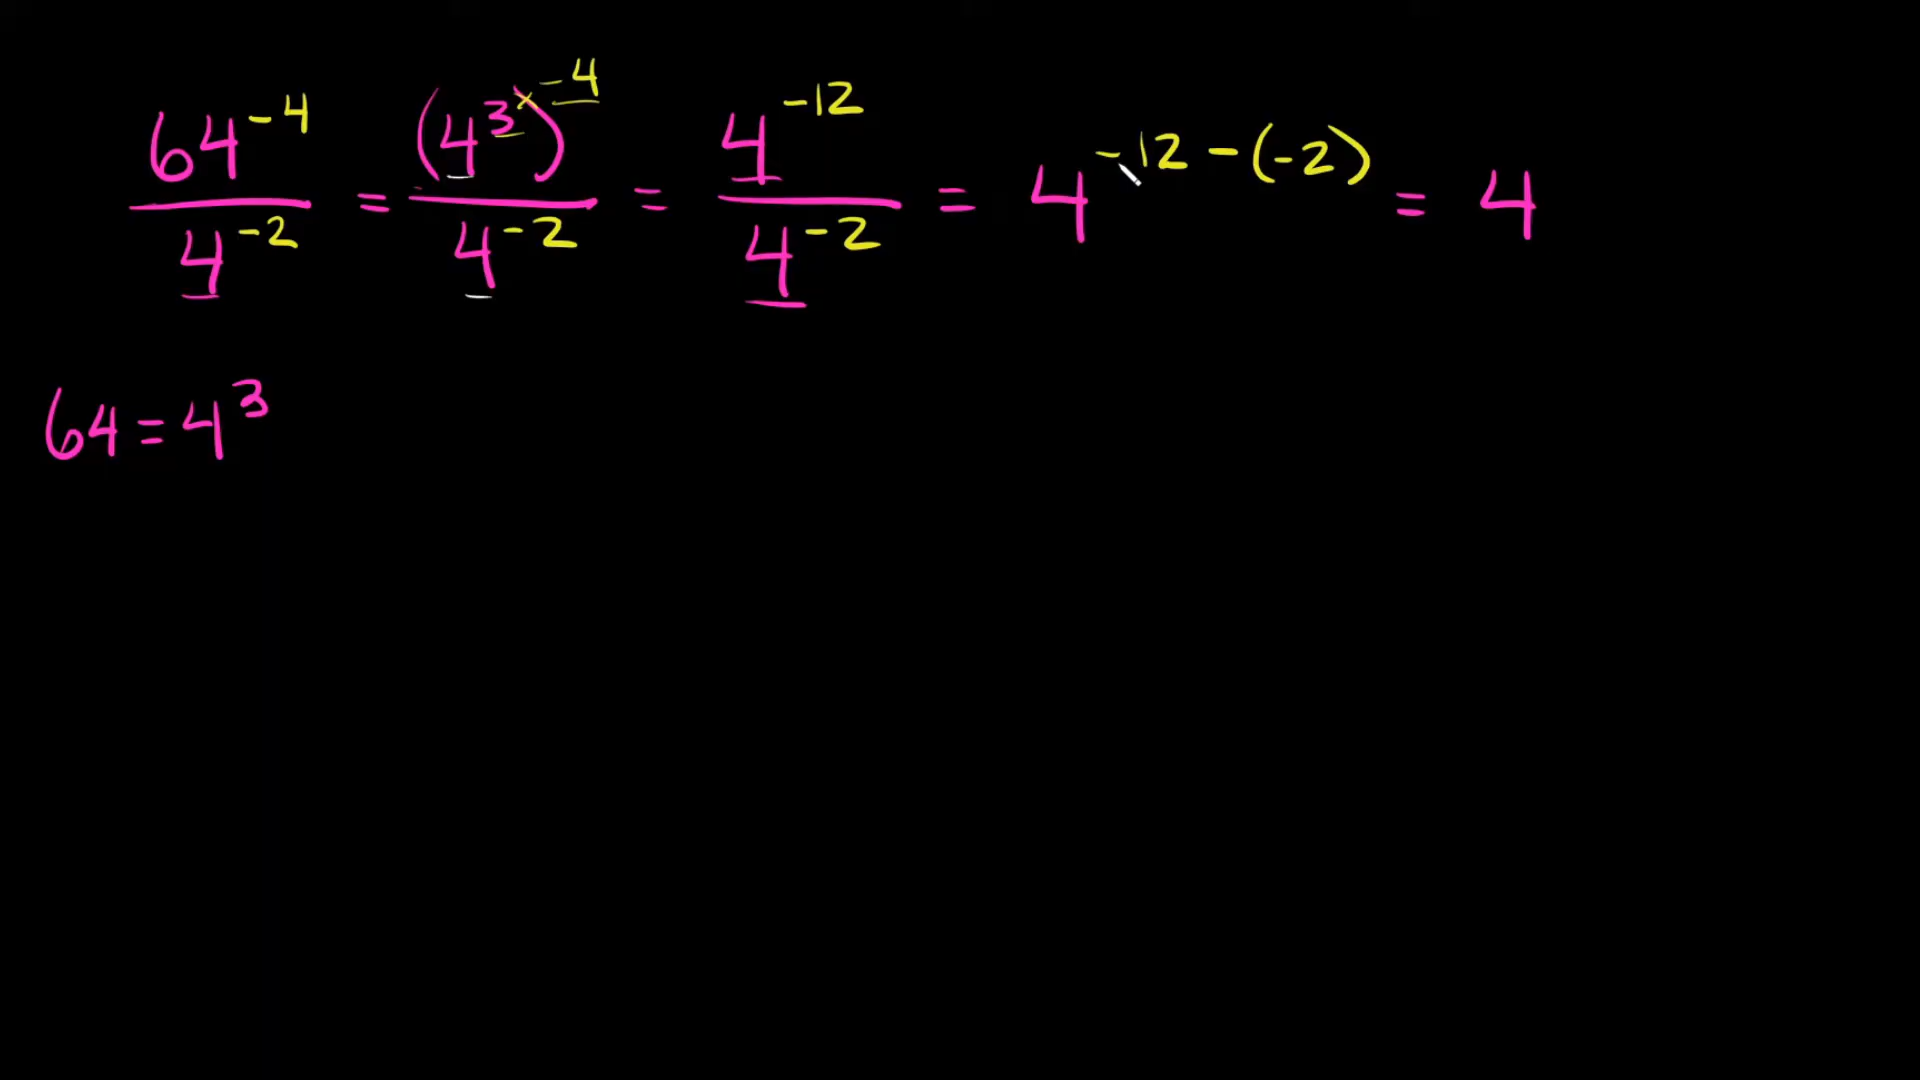 64^-4 / 4^-2 = (4^3)^×-4 / 4^-2 = 4^-12 / 4^-2 = 4^-12-(-2) = 4
64 = 4^3